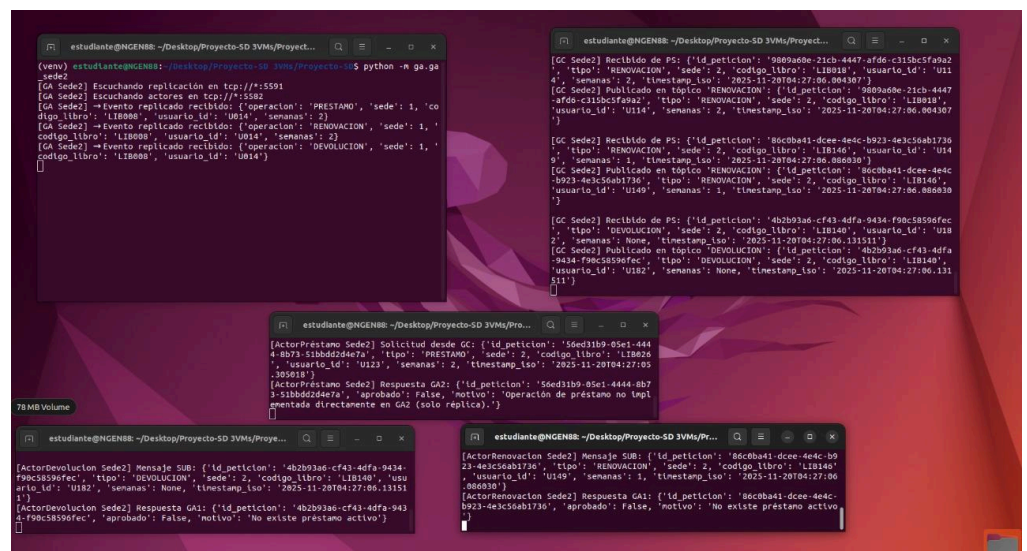 estudiante@NGEN88: ~/Desktop/Proyecto-SD 3VMs/Proyect...
(venv) estudiante@NGEN88:~/Desktop/Proyecto-SD 3VMs/Proyecto-SD$ python -m ga.ga
_sede2
[GA Sede2] Escuchando replicación en tcp://*:5591
[GA Sede2] Escuchando actores en tcp://*:5582
[GA Sede2] →Evento replicado recibido: {'operacion': 'PRESTAMO', 'sede': 1, 'co
digo_libro': 'LIB008', 'usuario_id': 'U014', 'semanas': 2}
[GA Sede2] →Evento replicado recibido: {'operacion': 'RENOVACION', 'sede': 1, '
codigo_libro': 'LIB008', 'usuario_id': 'U014', 'semanas': 2}
[GA Sede2] →Evento replicado recibido: {'operacion': 'DEVOLUCION', 'sede': 1, '
codigo_libro': 'LIB008', 'usuario_id': 'U014'}
estudiante@NGEN88: ~/Desktop/Proyecto-SD 3VMs/Proyect...
[GC Sede2] Recibido de PS: {'id_peticion': '9809a60e-21cb-4447-afd6-c315bc5fa9a2
', 'tipo': 'RENOVACION', 'sede': 2, 'codigo_libro': 'LIB018', 'usuario_id': 'U11
4', 'semanas': 2, 'timestamp_iso': '2025-11-20T04:27:06.004307'}
[GC Sede2] Publicado en tópico 'RENOVACION': {'id_peticion': '9809a60e-21cb-4447
-afd6-c315bc5fa9a2', 'tipo': 'RENOVACION', 'sede': 2, 'codigo_libro': 'LIB018',
'usuario_id': 'U114', 'semanas': 2, 'timestamp_iso': '2025-11-20T04:27:06.004307
'}
[GC Sede2] Recibido de PS: {'id_peticion': '86c0ba41-dcee-4e4c-b923-4e3c56ab1736
', 'tipo': 'RENOVACION', 'sede': 2, 'codigo_libro': 'LIB146', 'usuario_id': 'U14
9', 'semanas': 1, 'timestamp_iso': '2025-11-20T04:27:06.086030'}
[GC Sede2] Publicado en tópico 'RENOVACION': {'id_peticion': '86c0ba41-dcee-4e4c
-b923-4e3c56ab1736', 'tipo': 'RENOVACION', 'sede': 2, 'codigo_libro': 'LIB146',
'usuario_id': 'U149', 'semanas': 1, 'timestamp_iso': '2025-11-20T04:27:06.086030
'}
[GC Sede2] Recibido de PS: {'id_peticion': '4b2b93a6-cf43-4dfa-9434-f90c58596fec
', 'tipo': 'DEVOLUCION', 'sede': 2, 'codigo_libro': 'LIB140', 'usuario_id': 'U18
2', 'semanas': None, 'timestamp_iso': '2025-11-20T04:27:06.131511'}
[GC Sede2] Publicado en tópico 'DEVOLUCION': {'id_peticion': '4b2b93a6-cf43-4dfa
-9434-f90c58596fec', 'tipo': 'DEVOLUCION', 'sede': 2, 'codigo_libro': 'LIB140',
'usuario_id': 'U182', 'semanas': None, 'timestamp_iso': '2025-11-20T04:27:06.131
511'}
estudiante@NGEN88: ~/Desktop/Proyecto-SD 3VMs/Pro...
[ActorPréstamo Sede2] Solicitud desde GC: {'id_peticion': '56ed31b9-05e1-444
4-8b73-51bbdd2d4e7a', 'tipo': 'PRESTAMO', 'sede': 2, 'codigo_libro': 'LIB026
', 'usuario_id': 'U123', 'semanas': 2, 'timestamp_iso': '2025-11-20T04:27:05
.305018'}
[ActorPréstamo Sede2] Respuesta GA2: {'id_peticion': '56ed31b9-05e1-4444-8b7
3-51bbdd2d4e7a', 'aprobado': False, 'motivo': 'Operación de préstamo no impl
ementada directamente en GA2 (solo réplica).'}
78 MB Volume
estudiante@NGEN88: ~/Desktop/Proyecto-SD 3VMs/Proye...
[ActorDevolucion Sede2] Mensaje SUB: {'id_peticion': '4b2b93a6-cf43-4dfa-9434-
f90c58596fec', 'tipo': 'DEVOLUCION', 'sede': 2, 'codigo_libro': 'LIB140', 'usu
ario_id': 'U182', 'semanas': None, 'timestamp_iso': '2025-11-20T04:27:06.13151
1'}
[ActorDevolucion Sede2] Respuesta GA1: {'id_peticion': '4b2b93a6-cf43-4dfa-943
4-f90c58596fec', 'aprobado': False, 'motivo': 'No existe préstamo activo'}
estudiante@NGEN88: ~/Desktop/Proyecto-SD 3VMs/Pr...
[ActorRenovacion Sede2] Mensaje SUB: {'id_peticion': '86c0ba41-dcee-4e4c-b9
23-4e3c56ab1736', 'tipo': 'RENOVACION', 'sede': 2, 'codigo_libro': 'LIB146'
, 'usuario_id': 'U149', 'semanas': 1, 'timestamp_iso': '2025-11-20T04:27:06
.086030'}
[ActorRenovacion Sede2] Respuesta GA1: {'id_peticion': '86c0ba41-dcee-4e4c-
b923-4e3c56ab1736', 'aprobado': False, 'motivo': 'No existe préstamo activo
'}